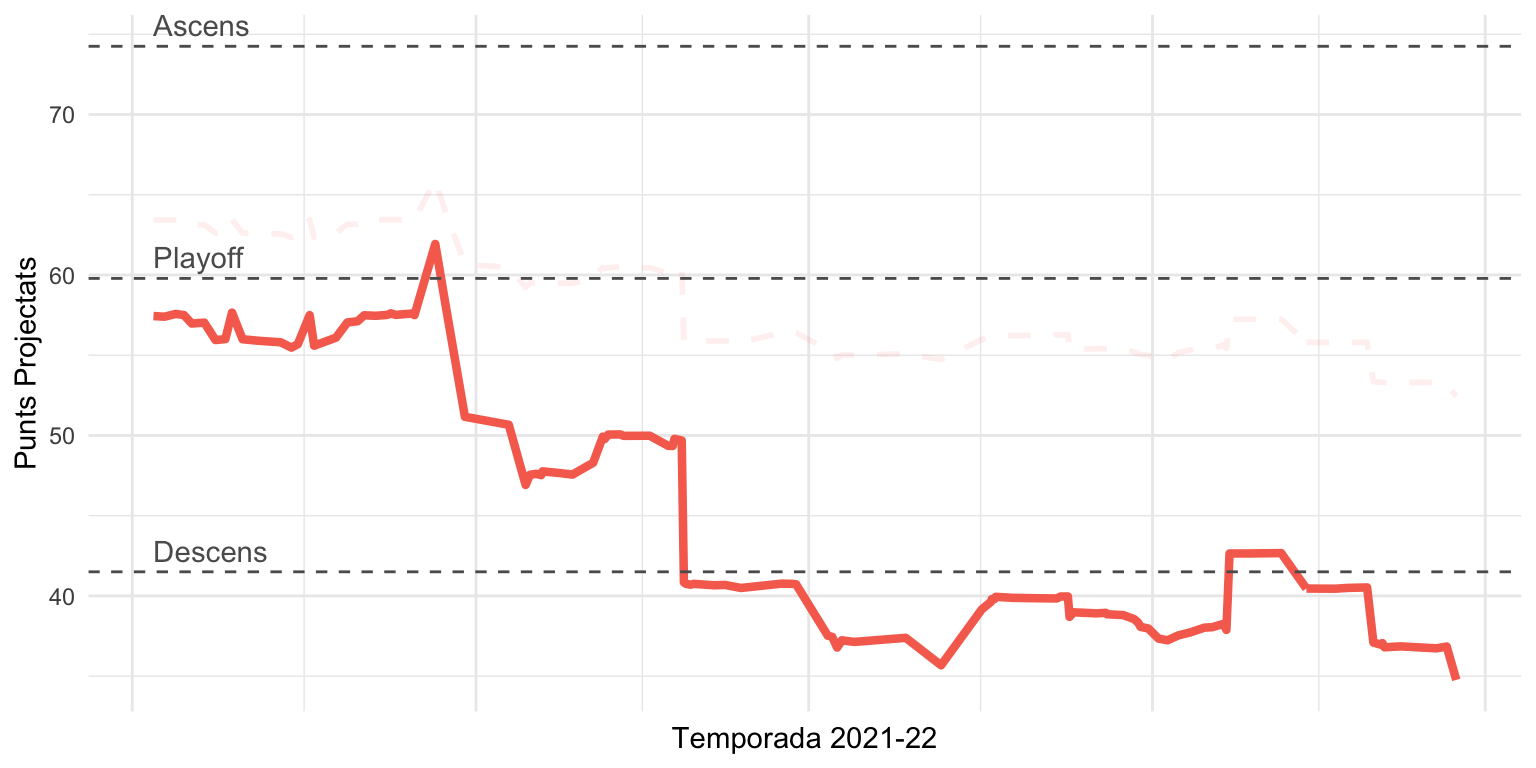 Ascens
70
Playoff
60
50
Descens
40
Punts Projectats
Temporada 2021-22